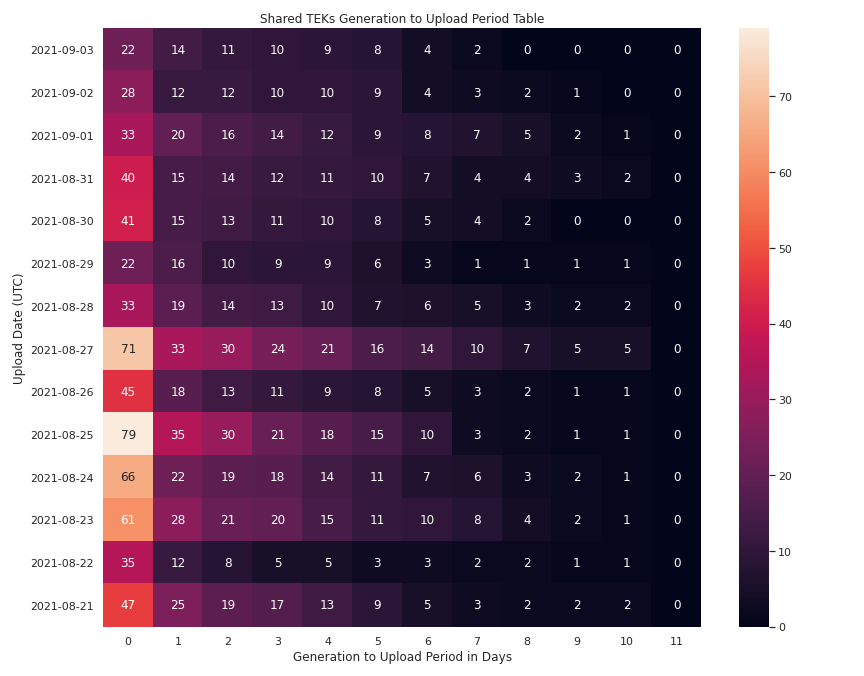 Shared TEKs Generation to Upload Period Table
Upload Date (UTC)
2021-09-03 22 14 11 10 9 8 4 2 0 0 0 0
2021-09-02 28 12 12 10 10 9 4 3 2 1 0 0
2021-09-01 33 20 16 14 12 9 8 7 5 2 1 0
2021-08-31 40 15 14 12 11 10 7 4 4 3 2 0
2021-08-30 41 15 13 11 10 8 5 4 2 0 0 0
2021-08-29 22 16 10 9 9 6 3 1 1 1 1 0
2021-08-28 33 19 14 13 10 7 6 5 3 2 2 0
2021-08-27 71 33 30 24 21 16 14 10 7 5 5 0
2021-08-26 45 18 13 11 9 8 5 3 2 1 1 0
2021-08-25 79 35 30 21 18 15 10 3 2 1 1 0
2021-08-24 66 22 19 18 14 11 7 6 3 2 1 0
2021-08-23 61 28 21 20 15 11 10 8 4 2 1 0
2021-08-22 35 12 8 5 5 3 3 2 2 1 1 0
2021-08-21 47 25 19 17 13 9 5 3 2 2 2 0
0 1 2 3 4 5 6 7 8 9 10 11
Generation to Upload Period in Days
70
60
50
40
30
20
10
0